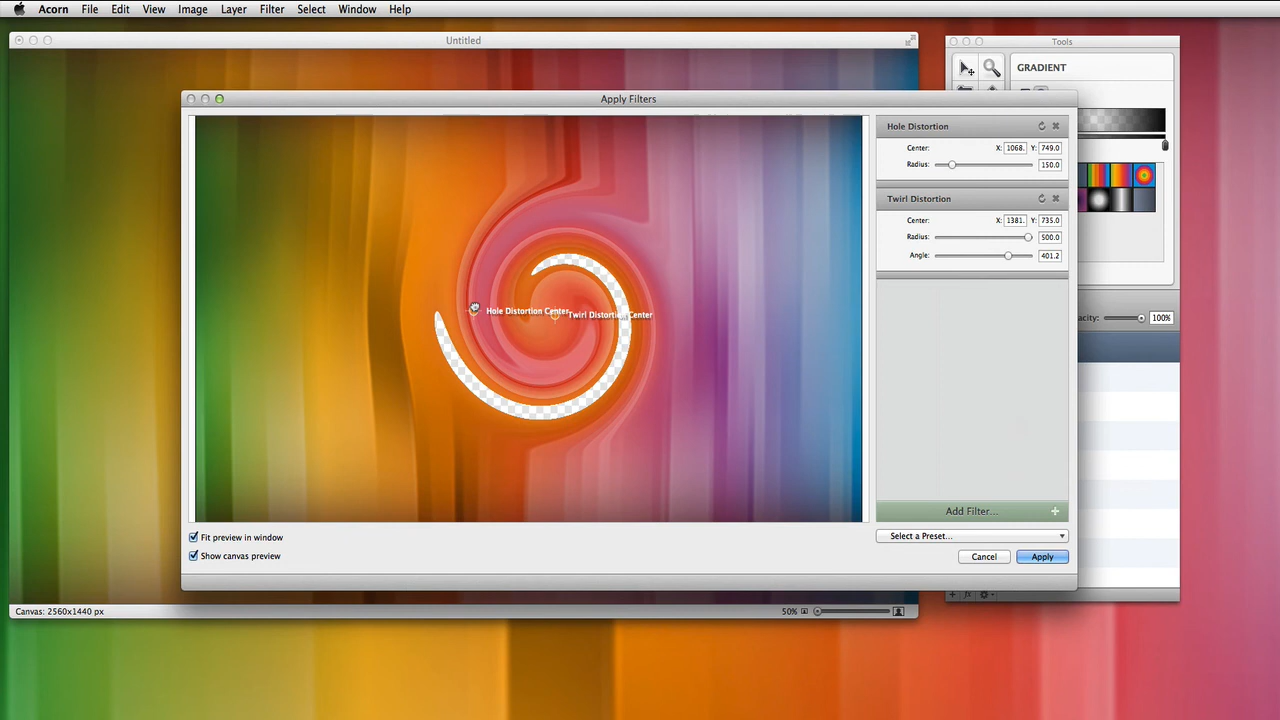 Acorn File Edit View Image Layer Filter Select Window Help
Untitled
Tools
GRADIENT
Apply Filters
Hole Distortion
Center: X: 1068. Y: 749.0
Radius: 150.0
Twirl Distortion
Center: X: 1381. Y: 735.0
Radius: 500.0
Angle: 401.2
Hole Distortion Center
Twirl Distortion Center
acity: 100%
Add Filter...
Fit preview in window
Select a Preset...
Show canvas preview
Cancel Apply
fx
Canvas: 2560x1440 px
50%